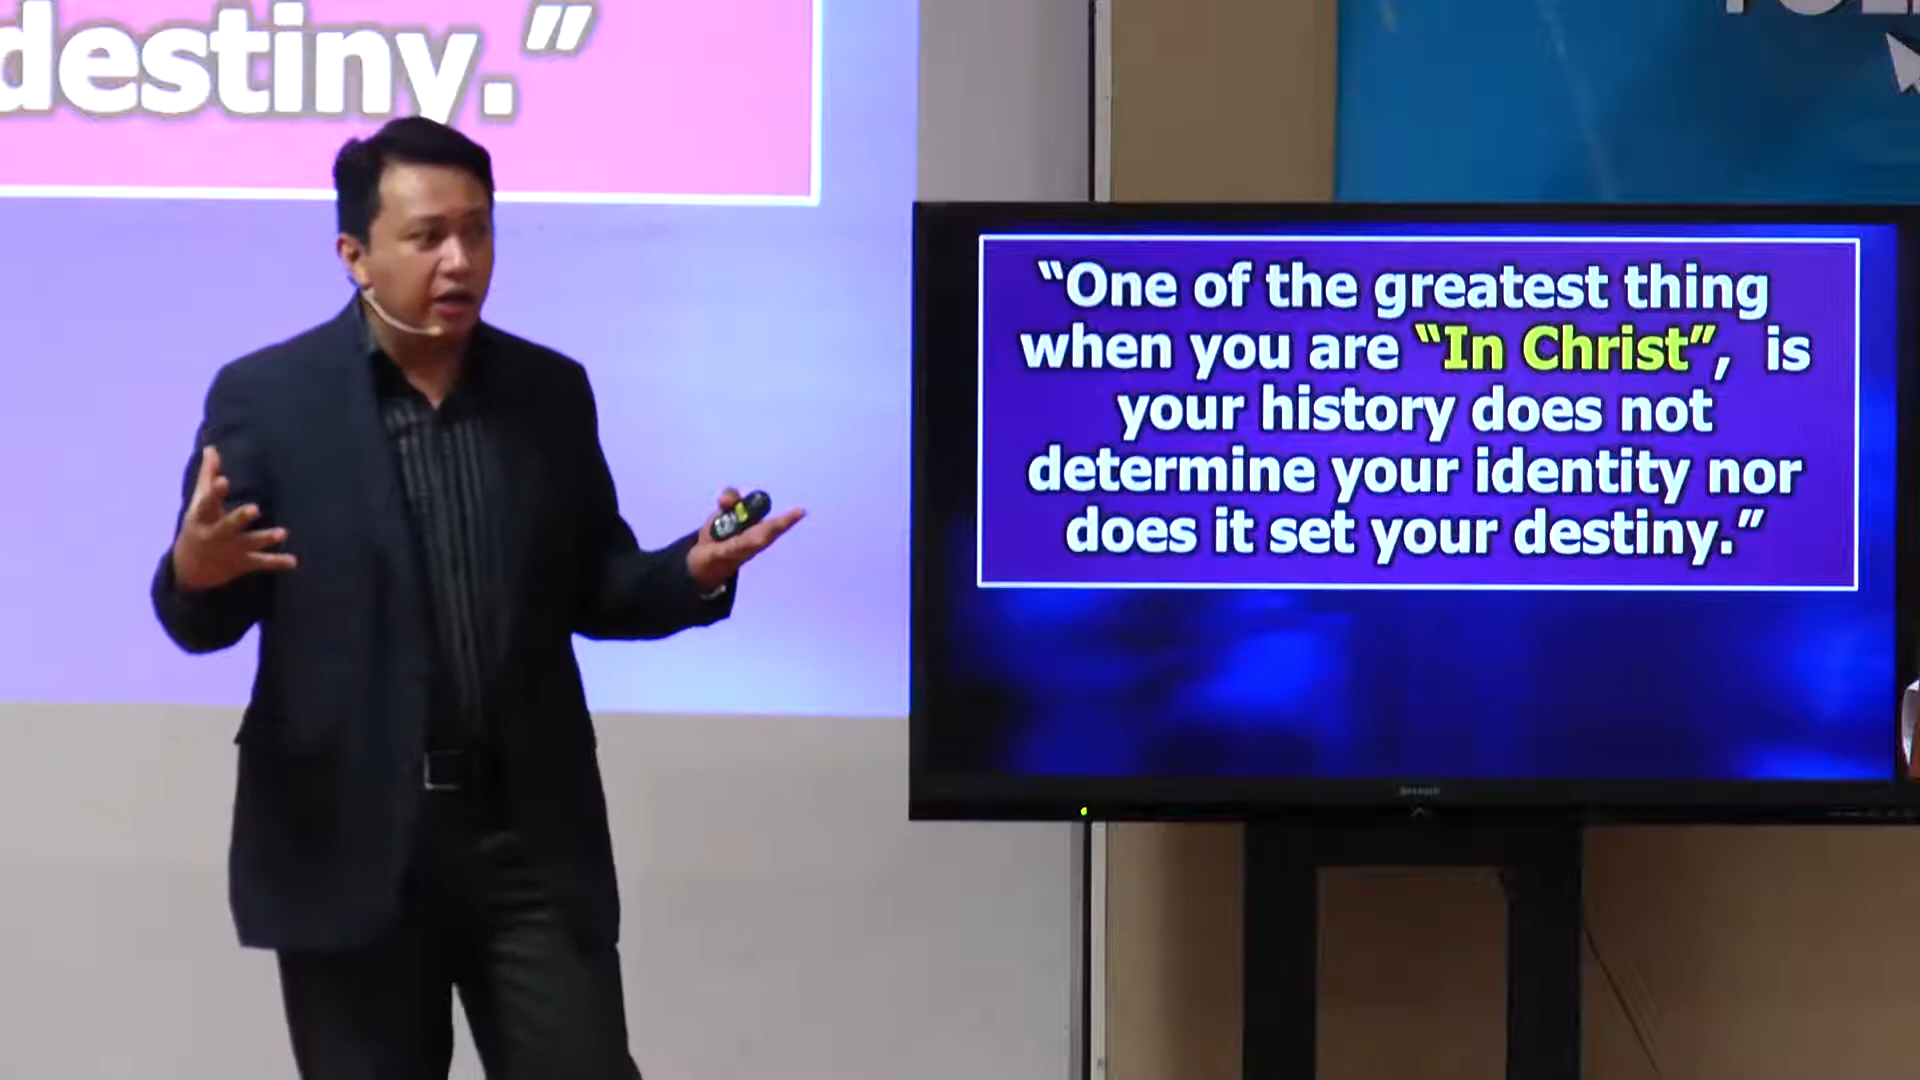 destiny.”
“One of the greatest thing
when you are “In Christ”, is
your history does not
determine your identity nor
does it set your destiny.”